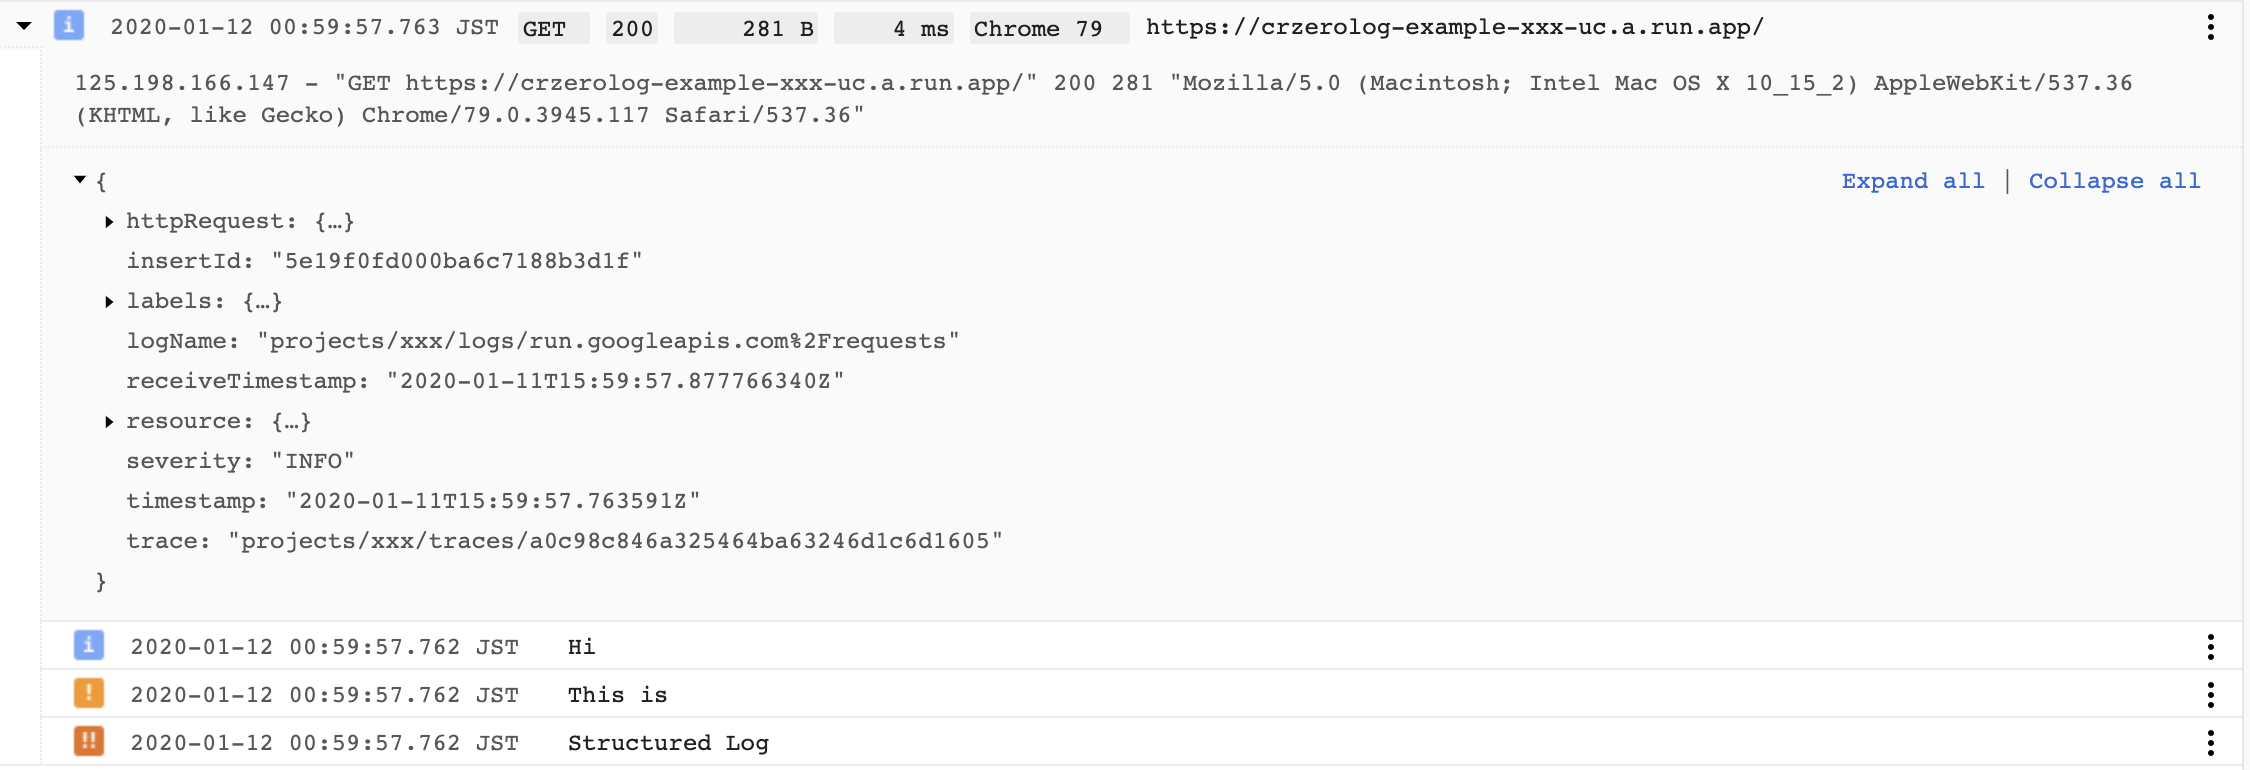 i 2020-01-12 00:59:57.763 JST GET 200 281 B 4 ms Chrome 79 https://crzerolog-example-xxx-uc.a.run.app/
125.198.166.147 - "GET https://crzerolog-example-xxx-uc.a.run.app/" 200 281 "Mozilla/5.0 (Macintosh; Intel Mac OS X 10_15_2) AppleWebKit/537.36
(KHTML, like Gecko) Chrome/79.0.3945.117 Safari/537.36"
{ Expand all | Collapse all
httpRequest: {…}
insertId: "5e19f0fd000ba6c7188b3d1f"
labels: {…}
logName: "projects/xxx/logs/run.googleapis.com%2Frequests"
receiveTimestamp: "2020-01-11T15:59:57.877766340Z"
resource: {…}
severity: "INFO"
timestamp: "2020-01-11T15:59:57.763591Z"
trace: "projects/xxx/traces/a0c98c846a325464ba63246d1c6d1605"
}
i 2020-01-12 00:59:57.762 JST Hi
! 2020-01-12 00:59:57.762 JST This is
!! 2020-01-12 00:59:57.762 JST Structured Log